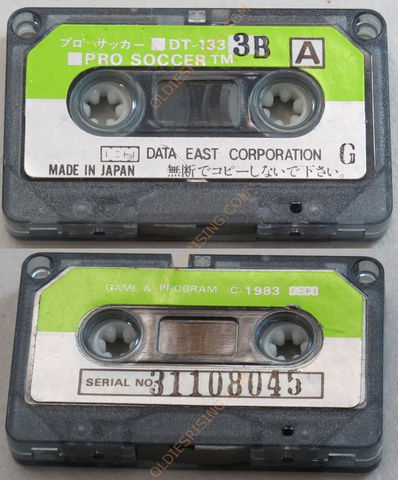 プロ サッカー DT-133 3B A
PRO SOCCER TM
DECO DATA EAST CORPORATION G
MADE IN JAPAN 無断でコピーしないで下さい。
GAME & PROGRAM (C) 1983 DECO
SERIAL NO. 31108045
OLDIESRISING.COM